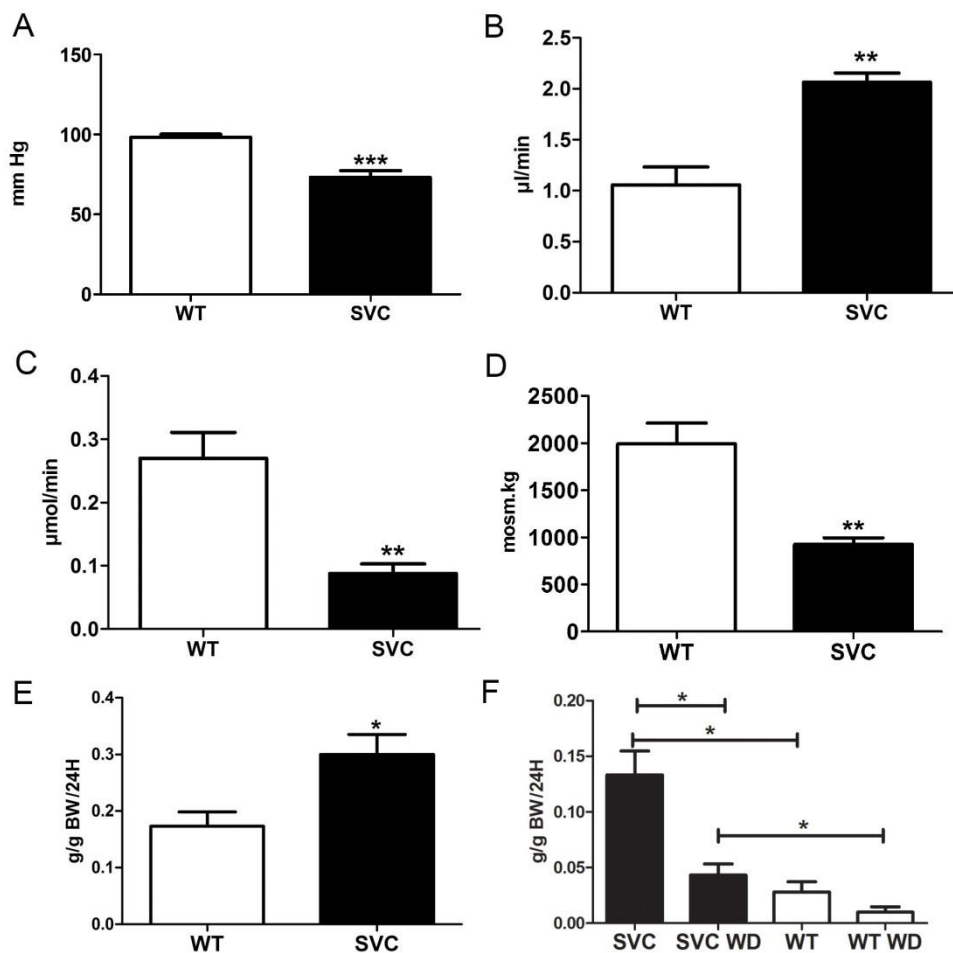 A
mm Hg
150
100
50
0
***
WT SVC
B
µl/min
2.5
2.0
1.5
1.0
0.5
0.0
**
WT SVC
C
µmol/min
0.4
0.3
0.2
0.1
0.0
**
WT SVC
D
mosm.kg
2500
2000
1500
1000
500
0
**
WT SVC
E
g/g BW/24H
0.4
0.3
0.2
0.1
0.0
*
WT SVC
F
g/g BW/24H
0.20
0.15
0.10
0.05
0.00
*
*
*
SVC SVC WD WT WT WD